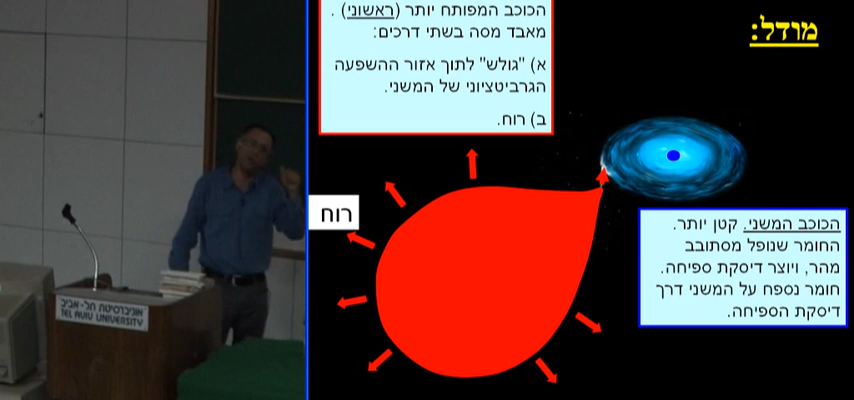 מודל:
הכוכב המפותח יותר (ראשוני) .
מאבד מסה בשתי דרכים:
א) "גולש" לתוך אזור ההשפעה
הגרביטציוני של המשני.
ב) רוח.
רוח
הכוכב המשני. קטן יותר.
החומר שנופל מסתובב
מהר, ויוצר דיסקת ספיחה.
חומר נספח על המשני דרך
דיסקת הספיחה.
אוניברסיטת תל-אביב
TEL AVIV UNIVERSITY